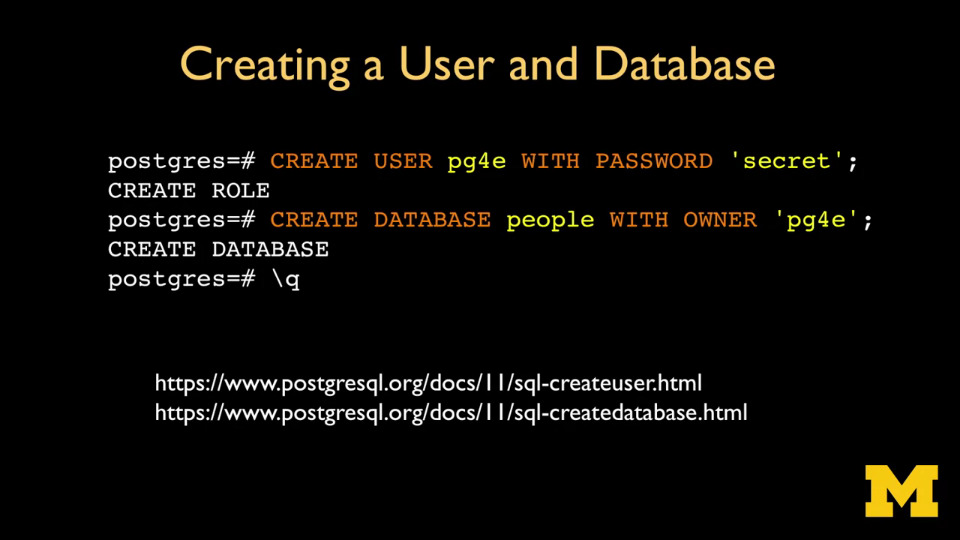 Creating a User and Database
postgres=# CREATE USER pg4e WITH PASSWORD 'secret';
CREATE ROLE
postgres=# CREATE DATABASE people WITH OWNER 'pg4e';
CREATE DATABASE
postgres=# \q
https://www.postgresql.org/docs/11/sql-createuser.html
https://www.postgresql.org/docs/11/sql-createdatabase.html
M